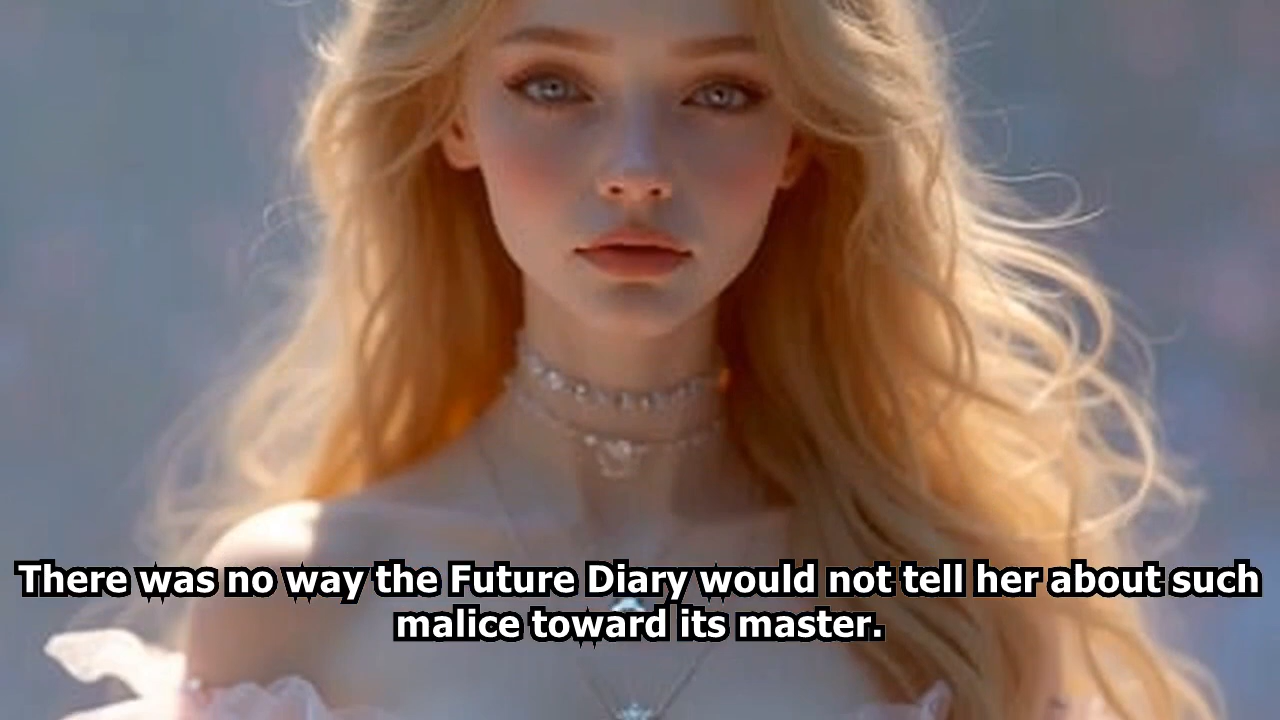 There was no way the Future Diary would not tell her about such
malice toward its master.